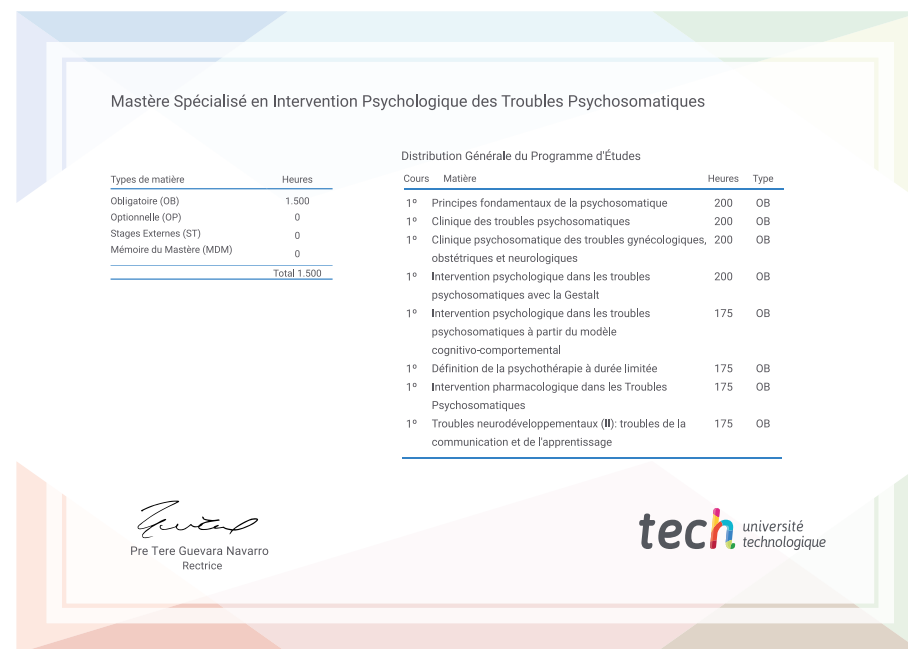 Mastère Spécialisé en Intervention Psychologique des Troubles Psychosomatiques
Types de matière Heures
Obligatoire (OB) 1.500
Optionnelle (OP) 0
Stages Externes (ST) 0
Mémoire du Mastère (MDM) 0
Total 1.500
Distribution Générale du Programme d'Études
Cours Matière Heures Type
1º Principes fondamentaux de la psychosomatique 200 OB
1º Clinique des troubles psychosomatiques 200 OB
1º Clinique psychosomatique des troubles gynécologiques, 200 OB
obstétriques et neurologiques
1º Intervention psychologique dans les troubles 200 OB
psychosomatiques avec la Gestalt
1º Intervention psychologique dans les troubles 175 OB
psychosomatiques à partir du modèle
cognitivo-comportemental
1º Définition de la psychothérapie à durée limitée 175 OB
1º Intervention pharmacologique dans les Troubles 175 OB
Psychosomatiques
1º Troubles neurodéveloppementaux (II): troubles de la 175 OB
communication et de l'apprentissage
Pre Tere Guevara Navarro
Rectrice
tech université
technologique